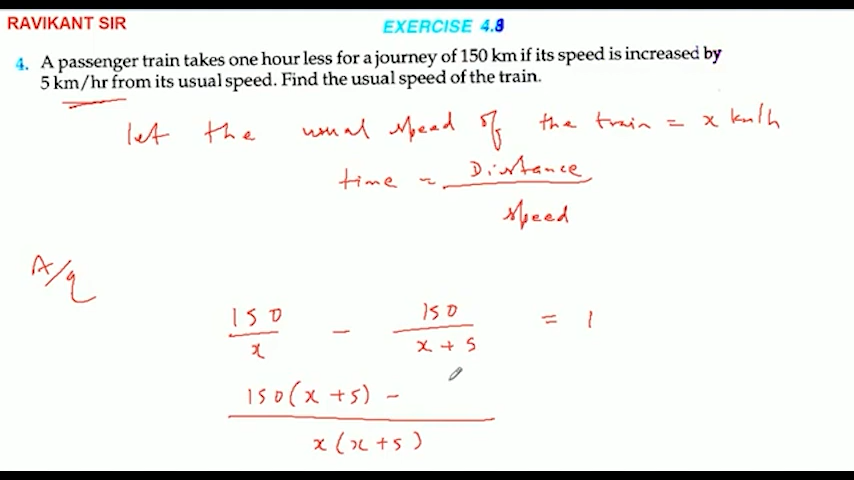 RAVIKANT SIR
EXERCISE 4.8
4. A passenger train takes one hour less for a journey of 150 km if its speed is increased by
5 km/hr from its usual speed. Find the usual speed of the train.
let the usual speed of the train = x km/h
time = Distance / speed
A/q
150/x - 150/x+5 = 1
150(x+5) - / x(x+5)